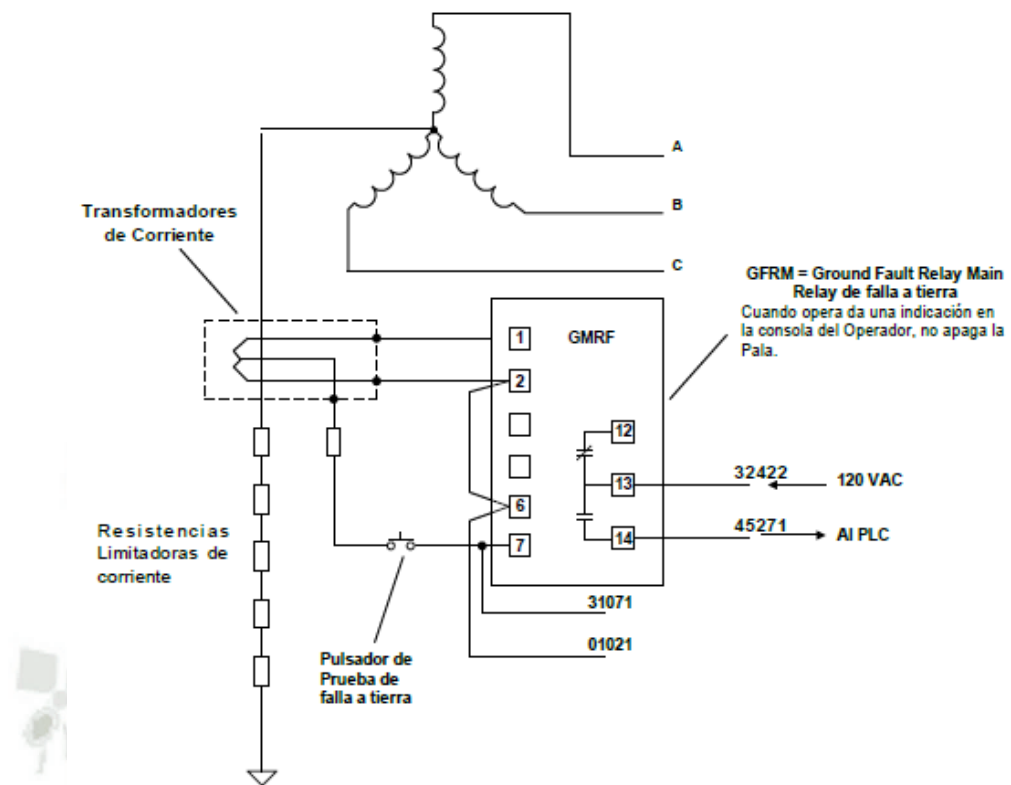 A
B
C
Transformadores
de Corriente
GFRM = Ground Fault Relay Main
Relay de falla a tierra
Cuando opera da una indicación en
la consola del Operador, no apaga la
Pala.
1
GMRF
2
12
13
32422
120 VAC
6
14
45271
Al PLC
7
Resistencias
Limitadoras de
corriente
31071
01021
Pulsador de
Prueba de
falla a tierra